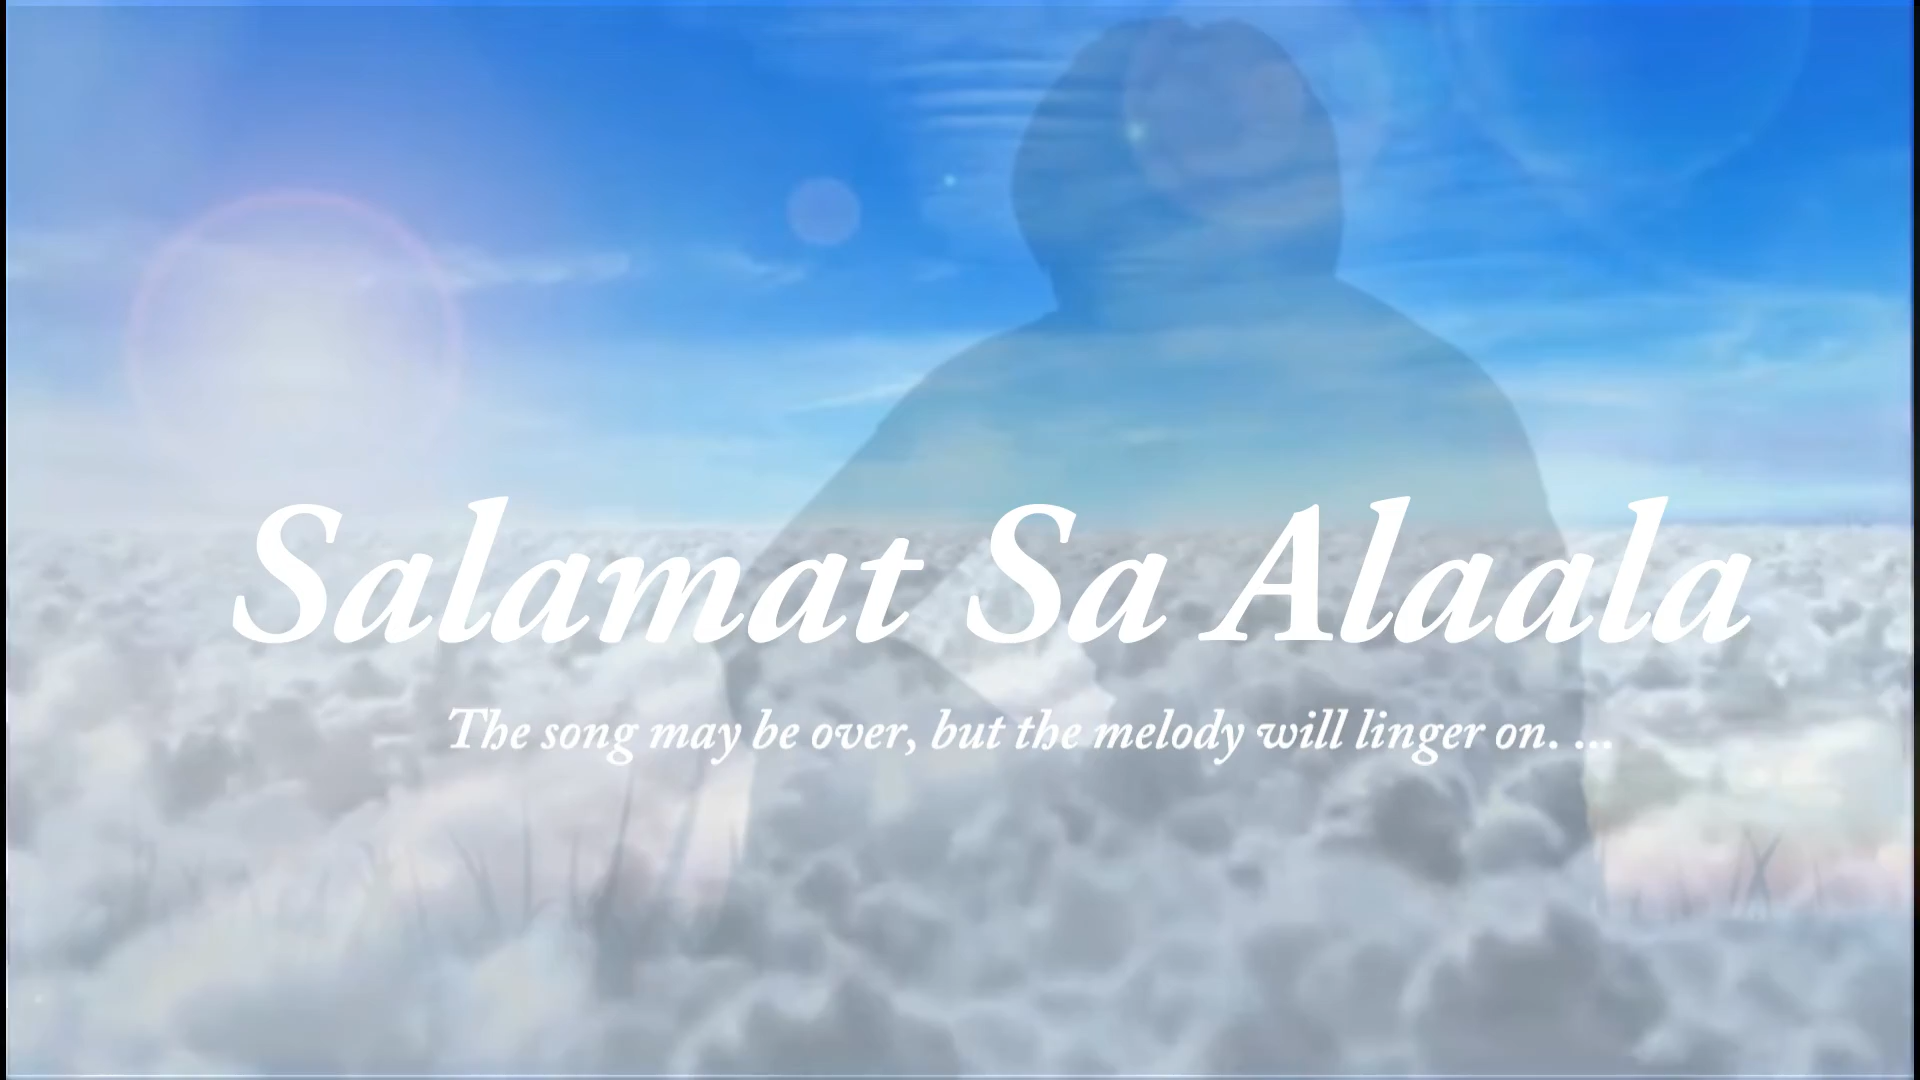 Salamat Sa Alaala
The song may be over, but the melody will linger on. ...